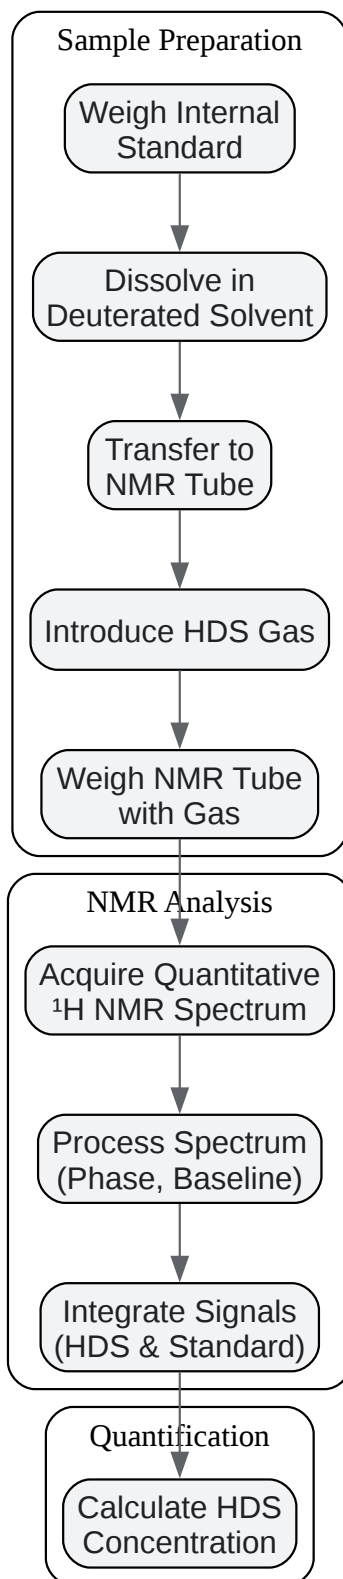 Sample Preparation
Weigh Internal
Standard
Dissolve in
Deuterated Solvent
Transfer to
NMR Tube
Introduce HDS Gas
Weigh NMR Tube
with Gas
NMR Analysis
Acquire Quantitative
¹H NMR Spectrum
Process Spectrum
(Phase, Baseline)
Integrate Signals
(HDS & Standard)
Quantification
Calculate HDS
Concentration